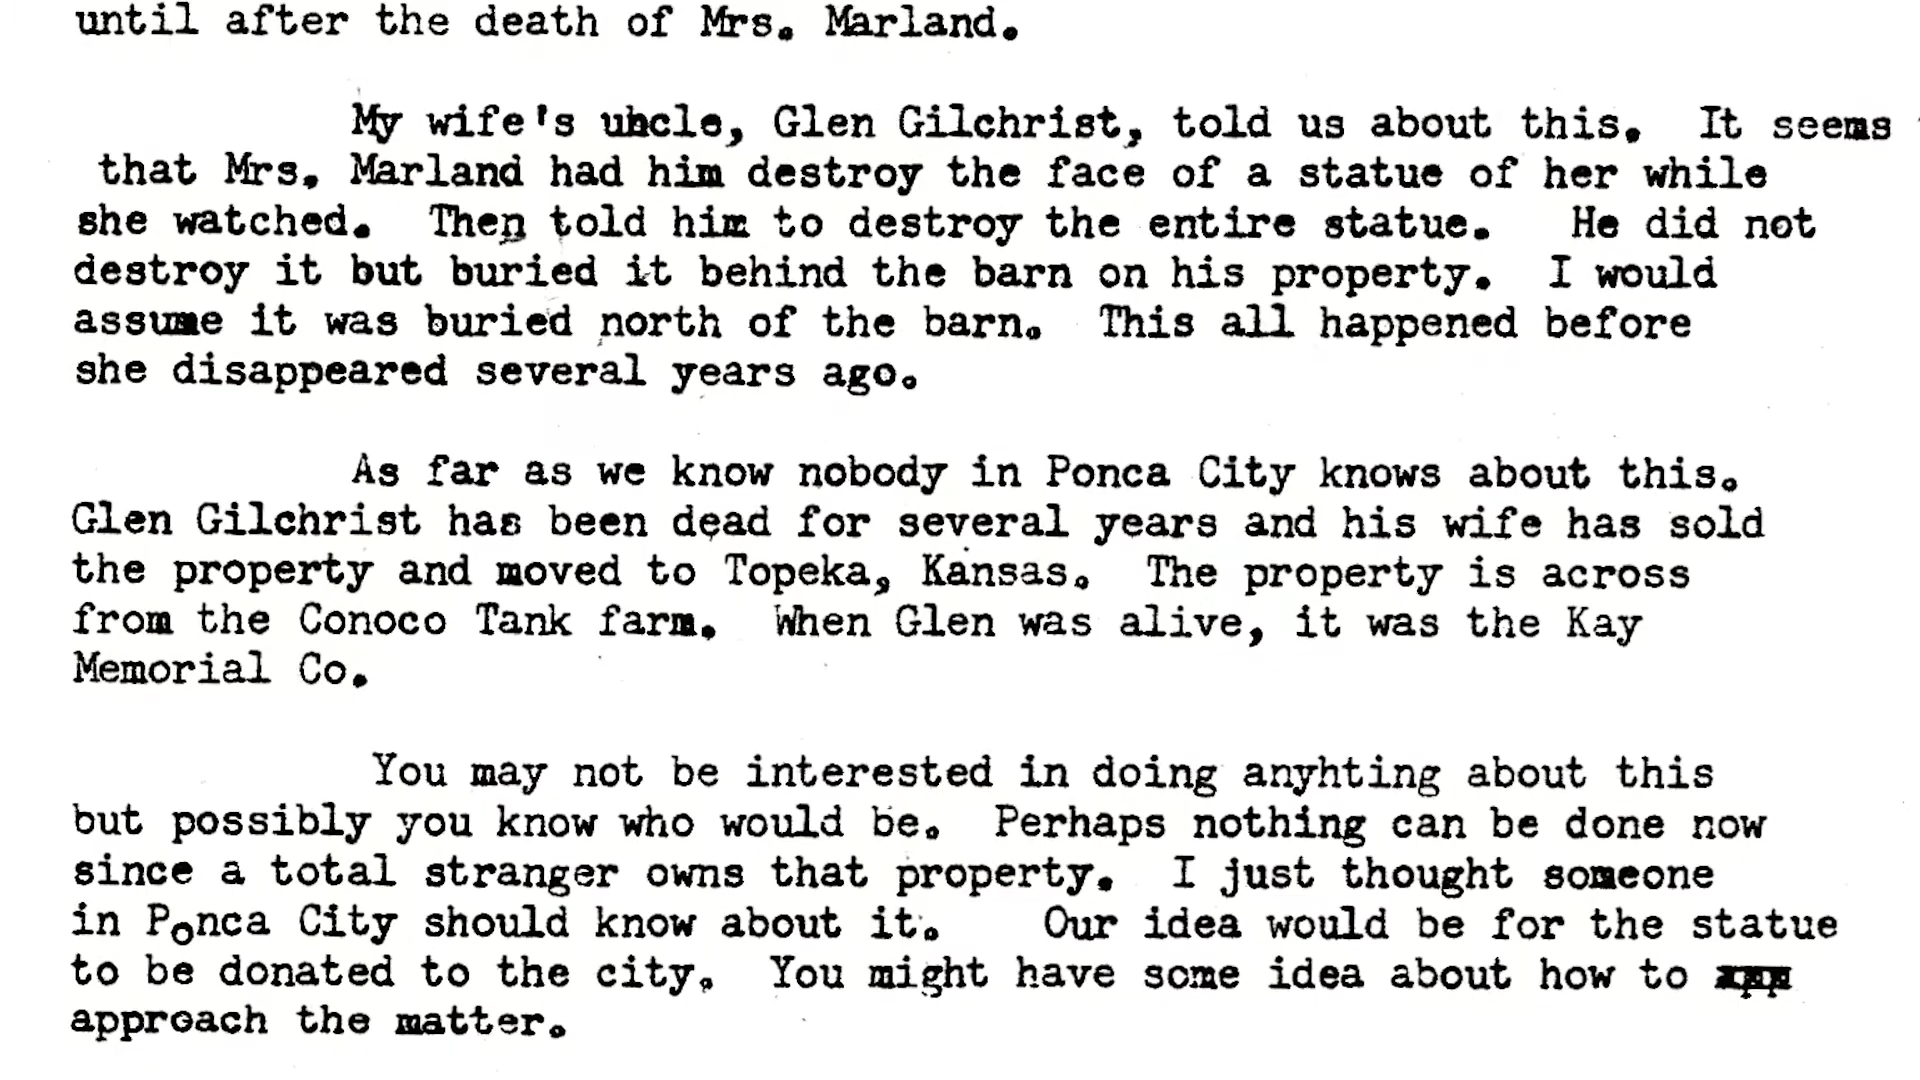 until after the death of Mrs. Marland.
My wife's uncle, Glen Gilchrist, told us about this. It seems
that Mrs. Marland had him destroy the face of a statue of her while
she watched. Then told him to destroy the entire statue. He did not
destroy it but buried it behind the barn on his property. I would
assume it was buried north of the barn. This all happened before
she disappeared several years ago.
As far as we know nobody in Ponca City knows about this.
Glen Gilchrist has been dead for several years and his wife has sold
the property and moved to Topeka, Kansas. The property is across
from the Conoco Tank farm. When Glen was alive, it was the Kay
Memorial Co.
You may not be interested in doing anyhting about this
but possibly you know who would be. Perhaps nothing can be done now
since a total stranger owns that property. I just thought someone
in Ponca City should know about it. Our idea would be for the statue
to be donated to the city. You might have some idea about how to
approach the matter.